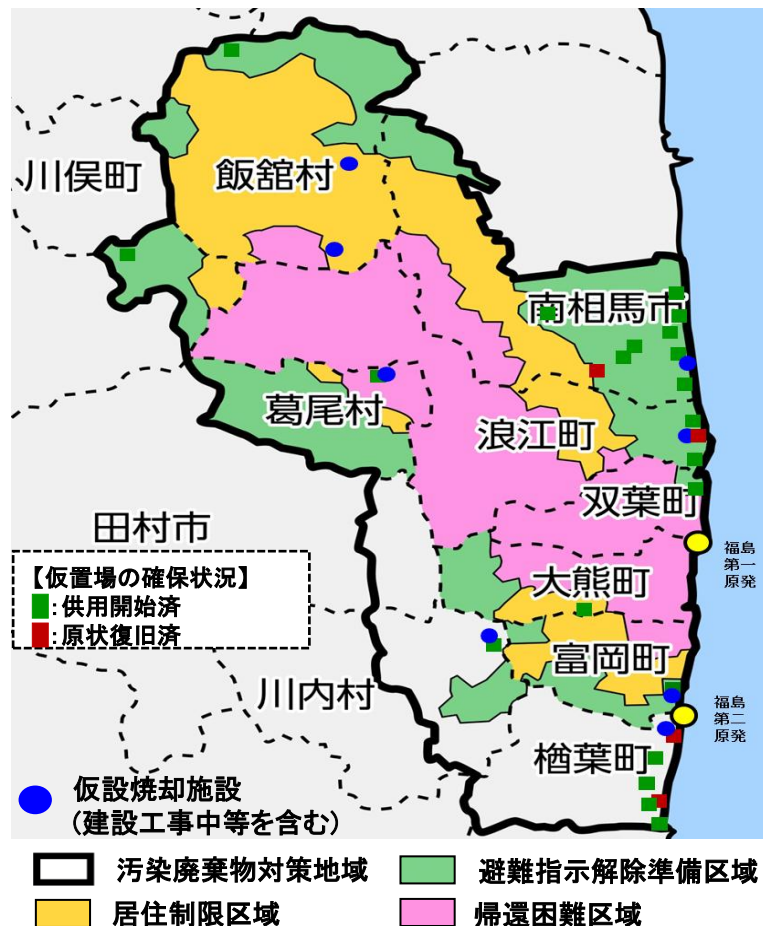 川俣町
飯舘村
南相馬市
葛尾村
浪江町
双葉町
田村市
福島
第一
原発
【仮置場の確保状況】
:供用開始済
:原状復旧済
大熊町
富岡町
川内村
福島
第二
原発
楢葉町
仮設焼却施設
(建設工事中等を含む)
汚染廃棄物対策地域
避難指示解除準備区域
居住制限区域
帰還困難区域